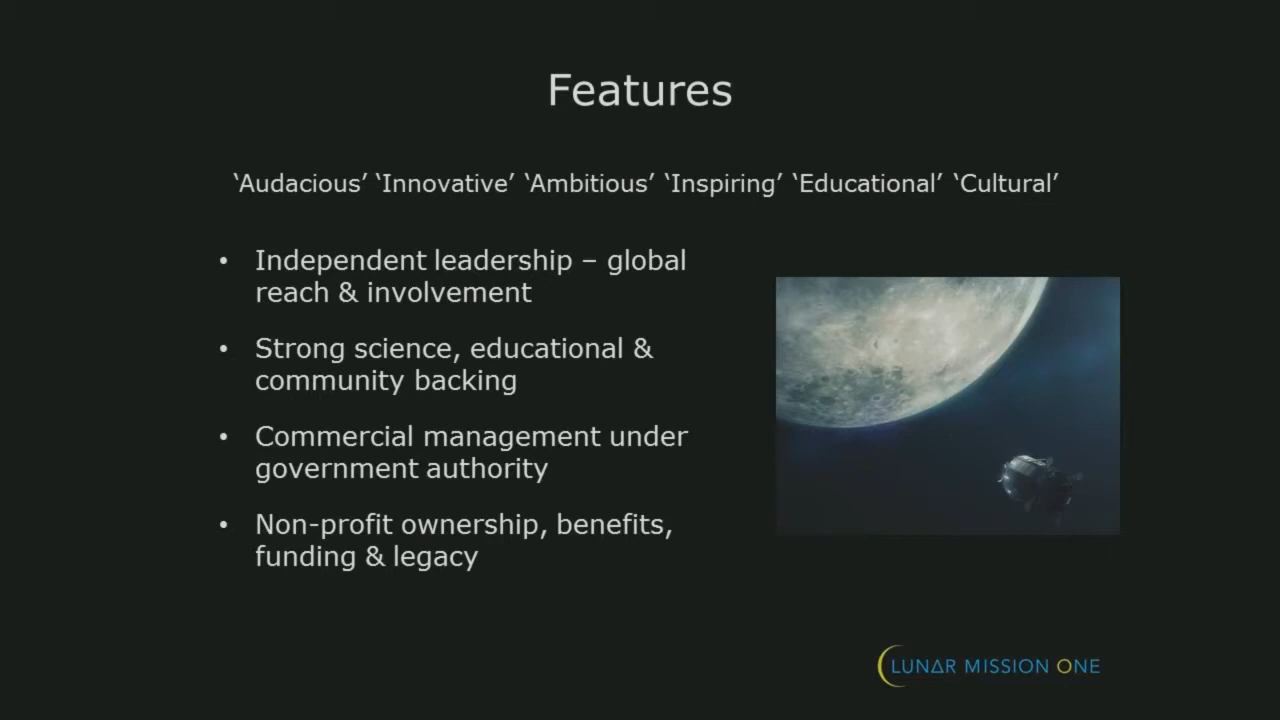 Features
‘Audacious’ ‘Innovative’ ‘Ambitious’ ‘Inspiring’ ‘Educational’ ‘Cultural’
• Independent leadership – global
reach & involvement
• Strong science, educational &
community backing
• Commercial management under
government authority
• Non-profit ownership, benefits,
funding & legacy
LUNAR MISSION ONE